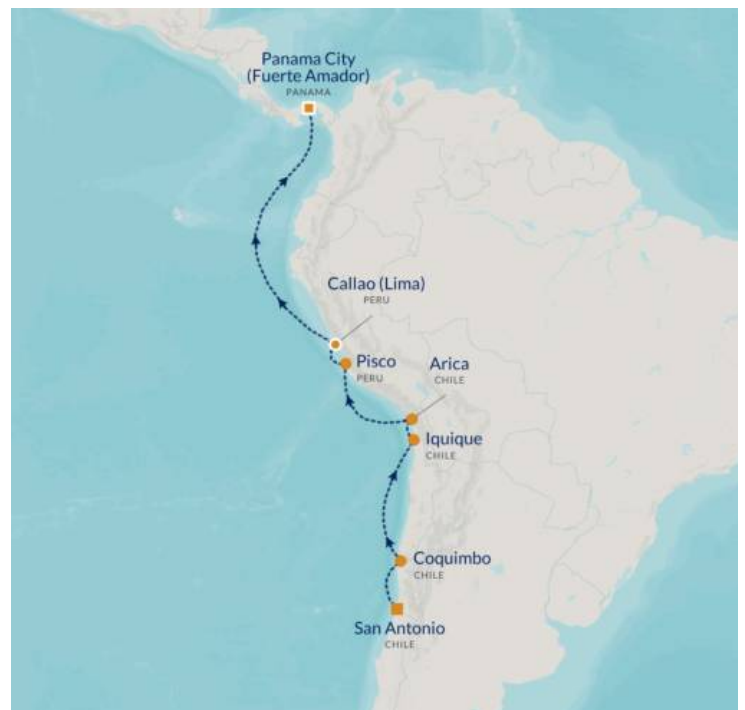 Panama City
(Fuerte Amador)
PANAMA
Callao (Lima)
PERU
Pisco
PERU
Arica
CHILE
Iquique
CHILE
Coquimbo
CHILE
San Antonio
CHILE